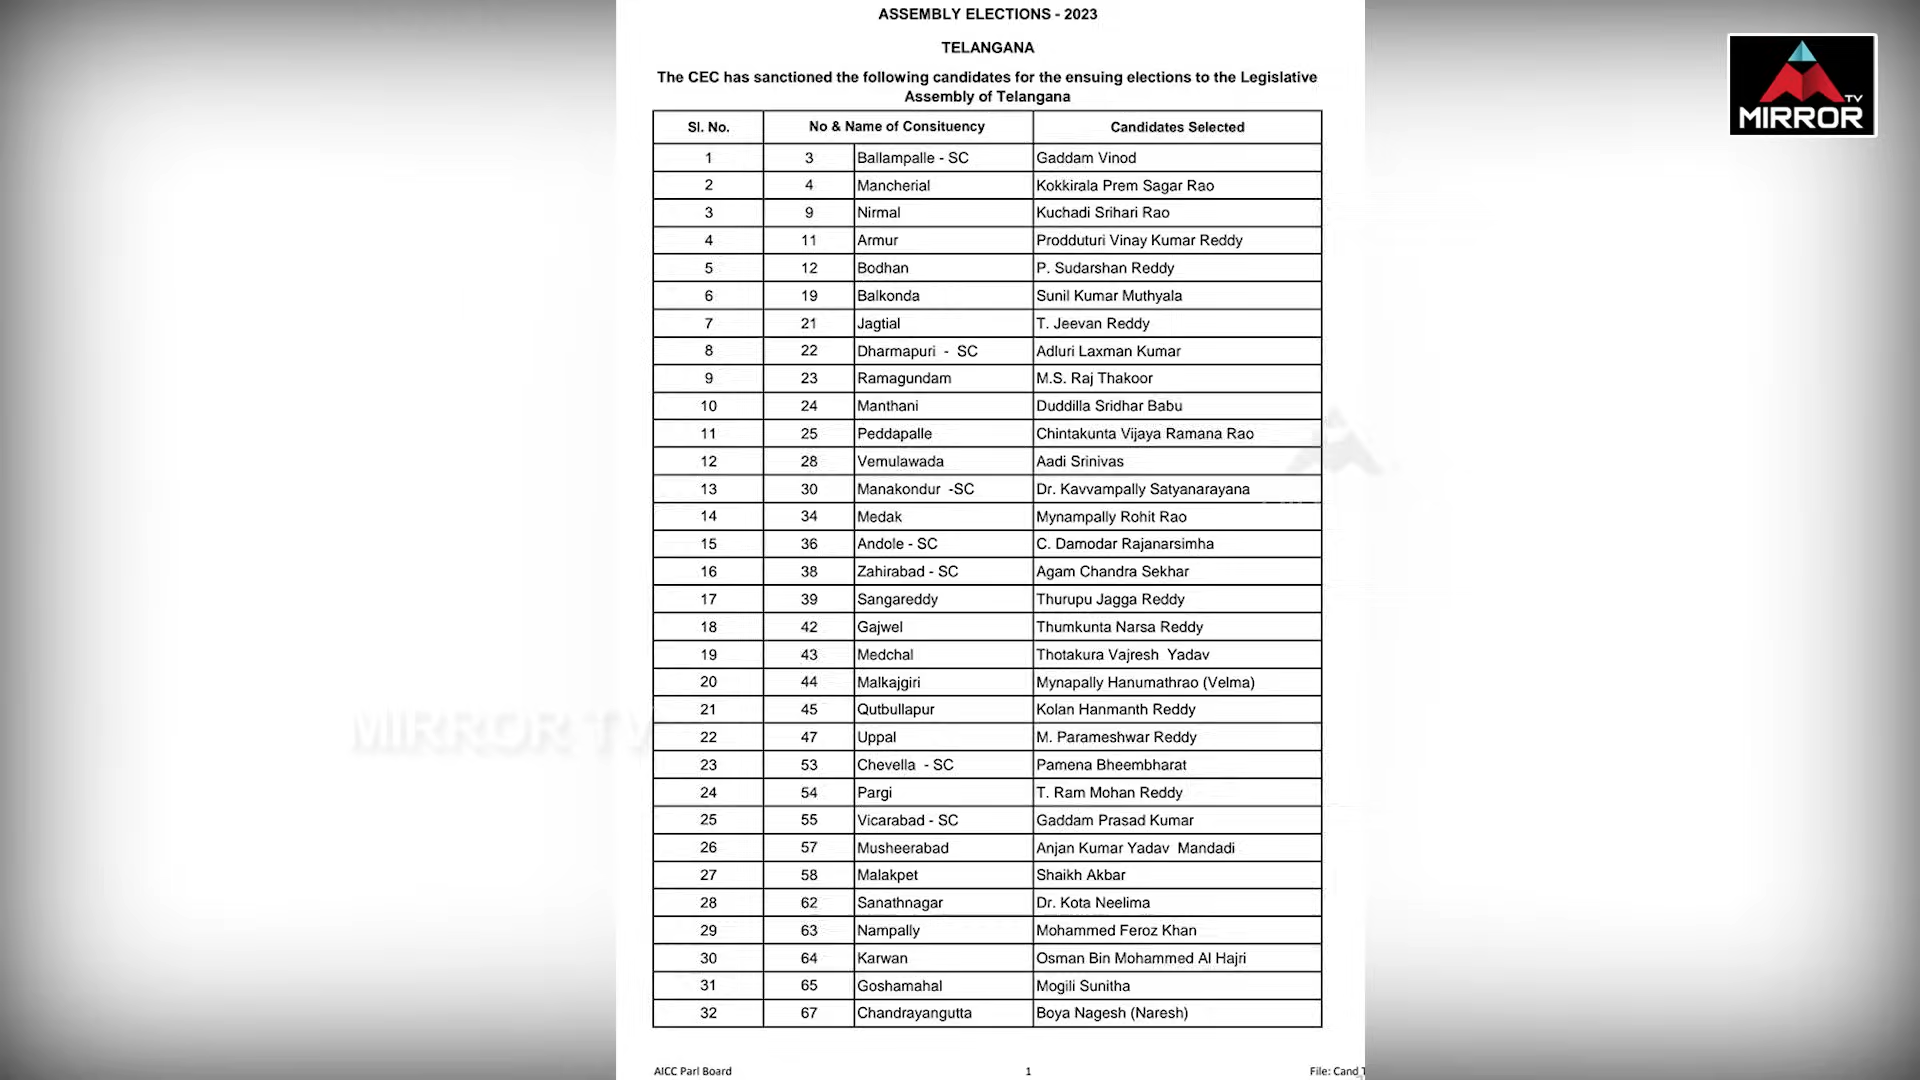 ASSEMBLY ELECTIONS - 2023
TELANGANA
The CEC has sanctioned the following candidates for the ensuing elections to the Legislative
Assembly of Telangana
Sl. No. No & Name of Consituency Candidates Selected
1 3 Ballampalle - SC Gaddam Vinod
2 4 Mancherial Kokkirala Prem Sagar Rao
3 9 Nirmal Kuchadi Srihari Rao
4 11 Armur Prodduturi Vinay Kumar Reddy
5 12 Bodhan P. Sudarshan Reddy
6 19 Balkonda Sunil Kumar Muthyala
7 21 Jagtial T. Jeevan Reddy
8 22 Dharmapuri - SC Adluri Laxman Kumar
9 23 Ramagundam M.S. Raj Thakoor
10 24 Manthani Duddilla Sridhar Babu
11 25 Peddapalle Chintakunta Vijaya Ramana Rao
12 28 Vemulawada Aadi Srinivas
13 30 Manakondur -SC Dr. Kavvampally Satyanarayana
14 34 Medak Mynampally Rohit Rao
15 36 Andole - SC C. Damodar Rajanarsimha
16 38 Zahirabad - SC Agam Chandra Sekhar
17 39 Sangareddy Thurupu Jagga Reddy
18 42 Gajwel Thumkunta Narsa Reddy
19 43 Medchal Thotakura Vajresh Yadav
20 44 Malkajgiri Mynapally Hanumathrao (Velma)
21 45 Qutbullapur Kolan Hanmanth Reddy
22 47 Uppal M. Parameshwar Reddy
23 53 Chevella - SC Pamena Bheembharat
24 54 Pargi T. Ram Mohan Reddy
25 55 Vicarabad - SC Gaddam Prasad Kumar
26 57 Musheerabad Anjan Kumar Yadav Mandadi
27 58 Malakpet Shaikh Akbar
28 62 Sanathnagar Dr. Kota Neelima
29 63 Nampally Mohammed Feroz Khan
30 64 Karwan Osman Bin Mohammed Al Hajri
31 65 Goshamahal Mogili Sunitha
32 67 Chandrayangutta Boya Nagesh (Naresh)
AICC Parl Board 1 File: Cand T
TV
MIRROR
MIRROR TV